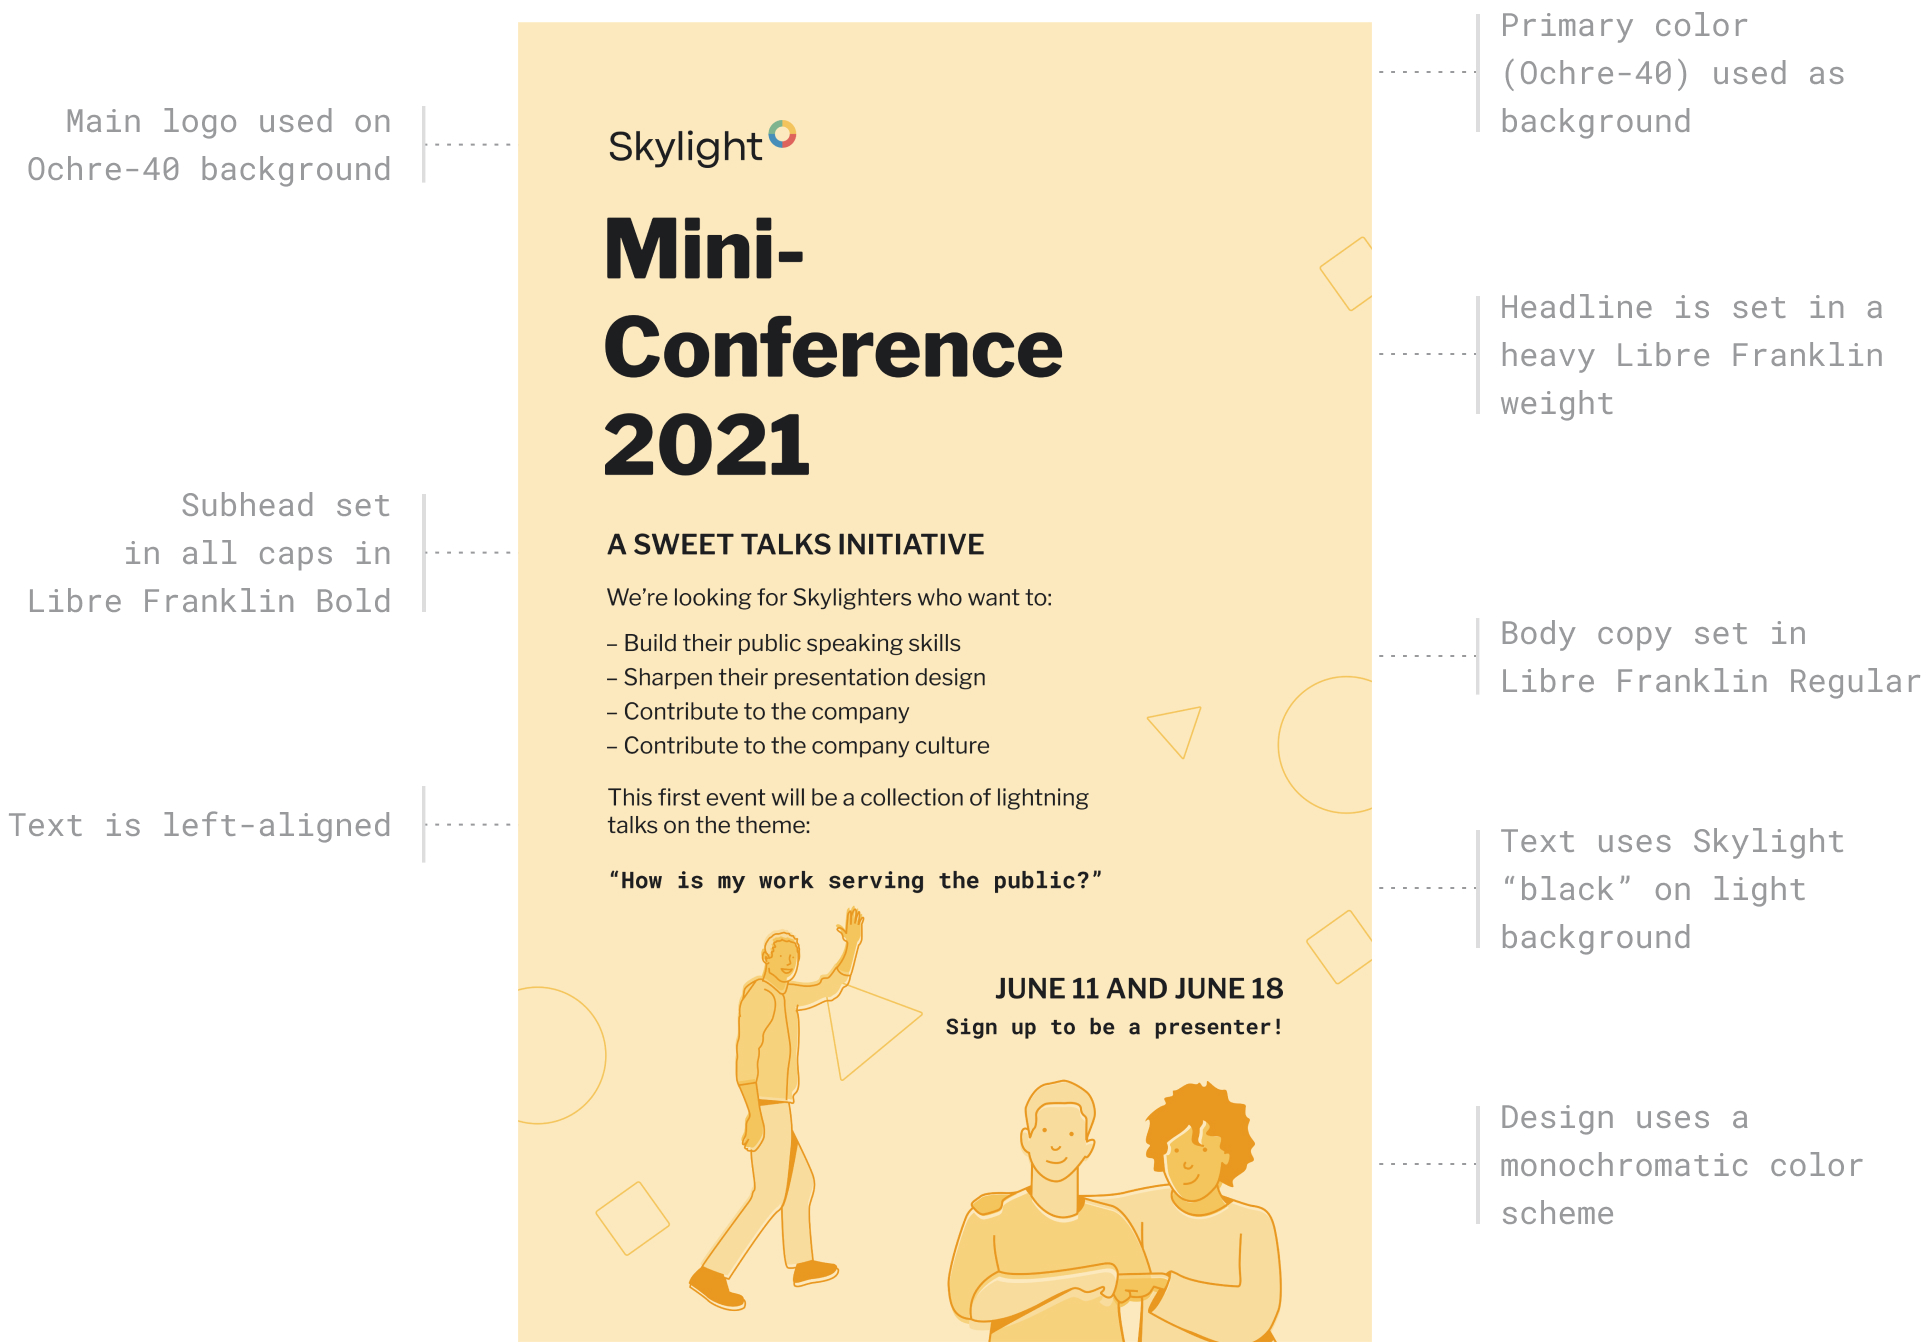 Main logo used on
Ochre-40 background
Subhead set
in all caps in
Libre Franklin Bold
Text is left-aligned
Skylight
Mini-
Conference
2021
A SWEET TALKS INITIATIVE
We’re looking for Skylighters who want to:
– Build their public speaking skills
– Sharpen their presentation design
– Contribute to the company
– Contribute to the company culture
This first event will be a collection of lightning
talks on the theme:
“How is my work serving the public?”
JUNE 11 AND JUNE 18
Sign up to be a presenter!
Primary color
(Ochre-40) used as
background
Headline is set in a
heavy Libre Franklin
weight
Body copy set in
Libre Franklin Regular
Text uses Skylight
“black” on light
background
Design uses a
monochromatic color
scheme